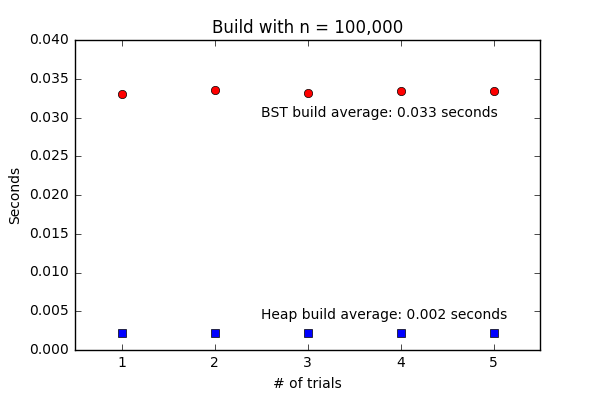 Build with n = 100,000
0.040
0.035
0.030
0.025
0.020
0.015
0.010
0.005
0.000
Seconds
BST build average: 0.033 seconds
Heap build average: 0.002 seconds
1 2 3 4 5
# of trials